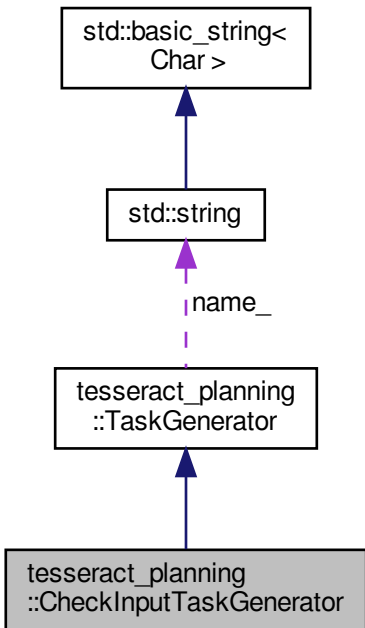 std::basic_string<
Char >
std::string
name_
tesseract_planning
::TaskGenerator
tesseract_planning
::CheckInputTaskGenerator